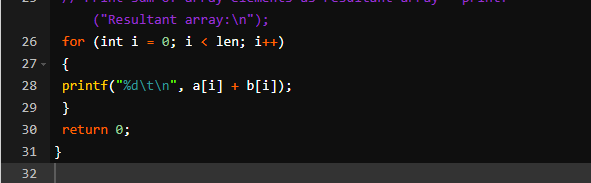 25 // Print sum of array elements as resultant array printf
("Resultant array:\n");
26 for (int i = 0; i < len; i++)
27 {
28 printf("%d\t\n", a[i] + b[i]);
29 }
30 return 0;
31 }
32